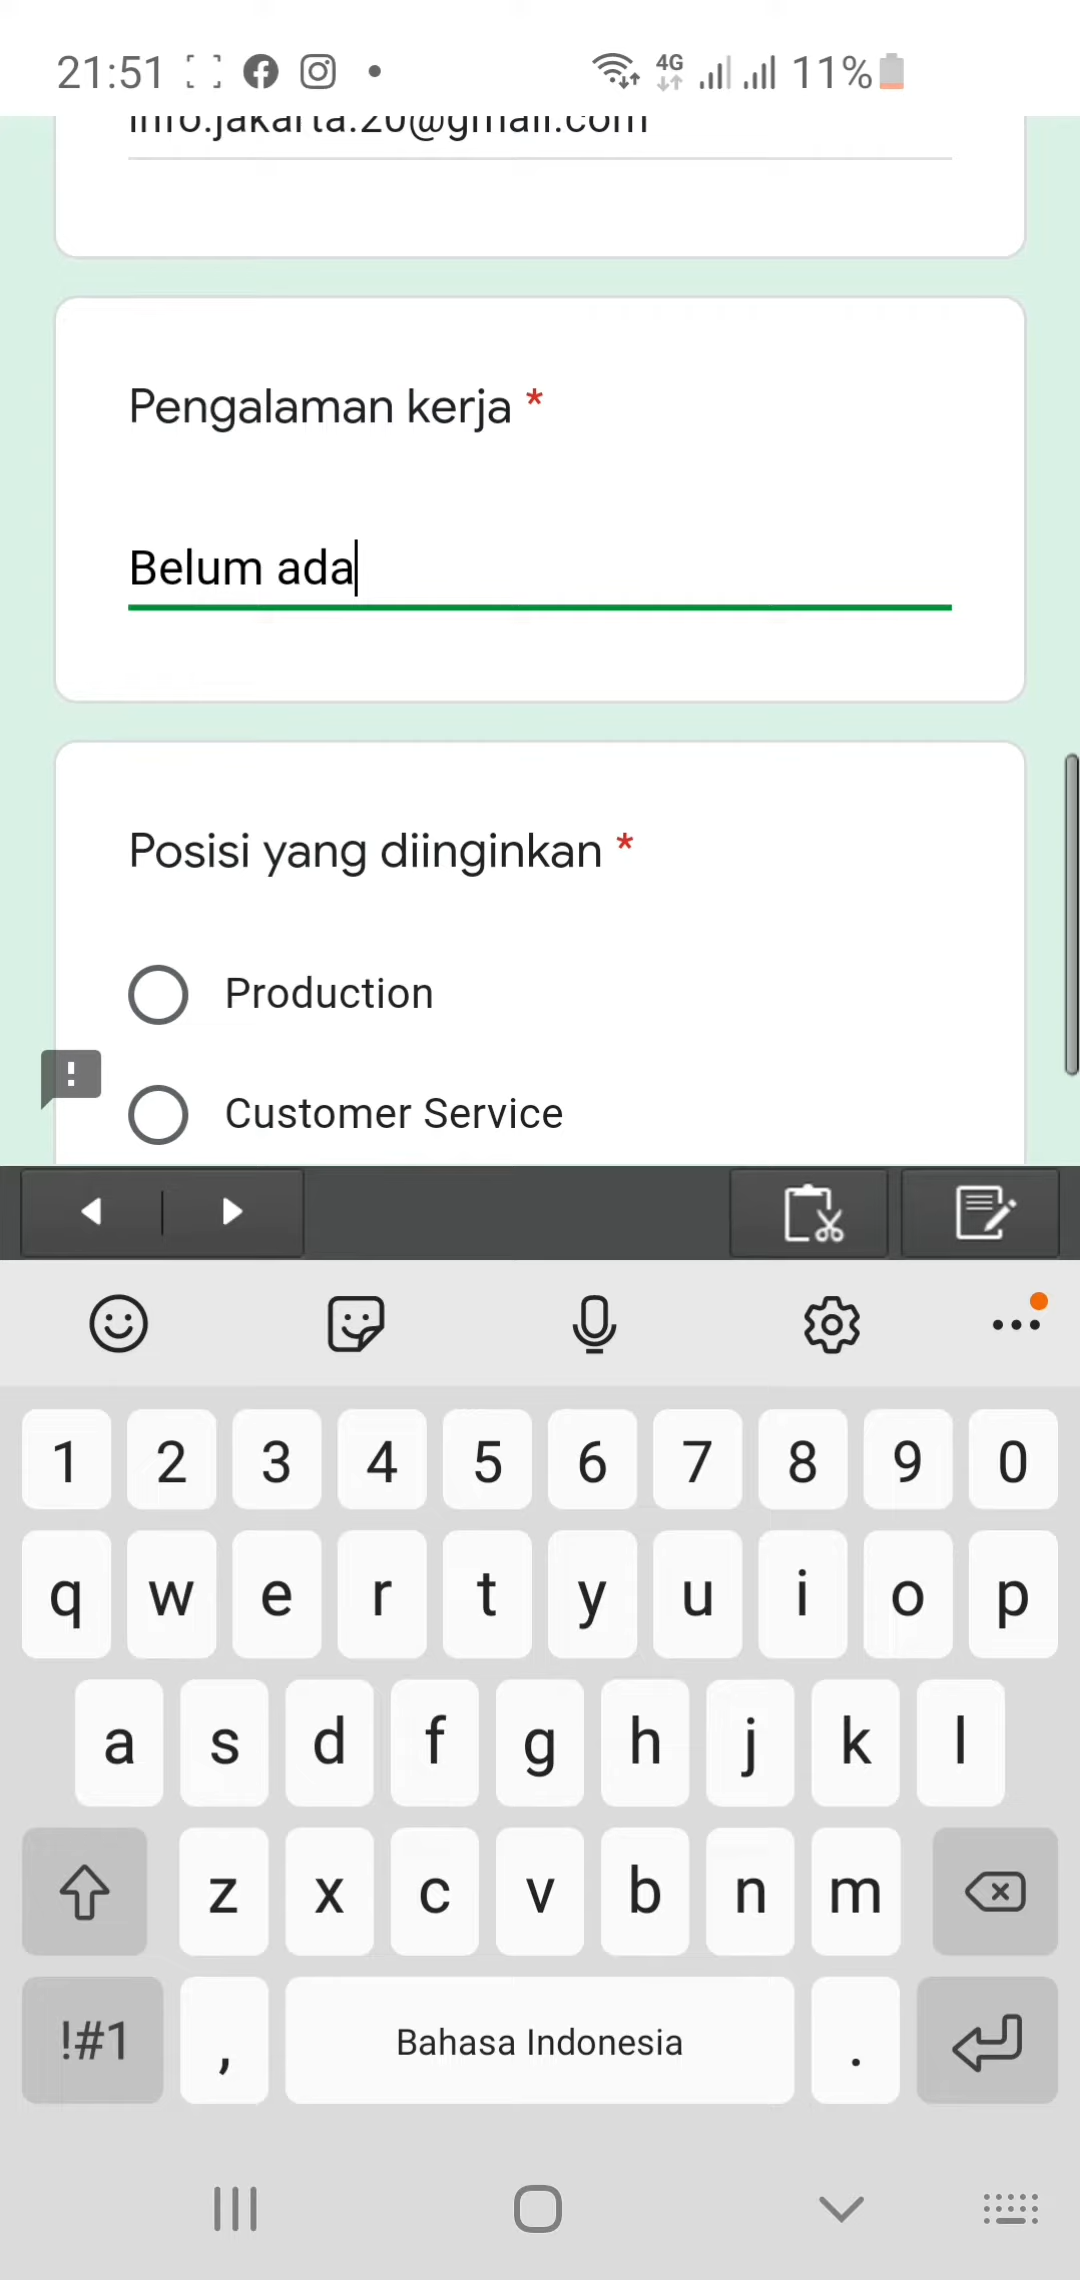 21:51 4G 11%
info.jakarta.20@gmail.com
Pengalaman kerja *
Belum ada
Posisi yang diinginkan *
Production
!
Customer Service
1 2 3 4 5 6 7 8 9 0
q w e r t y u i o p
a s d f g h j k l
z x c v b n m
!#1 , Bahasa Indonesia .